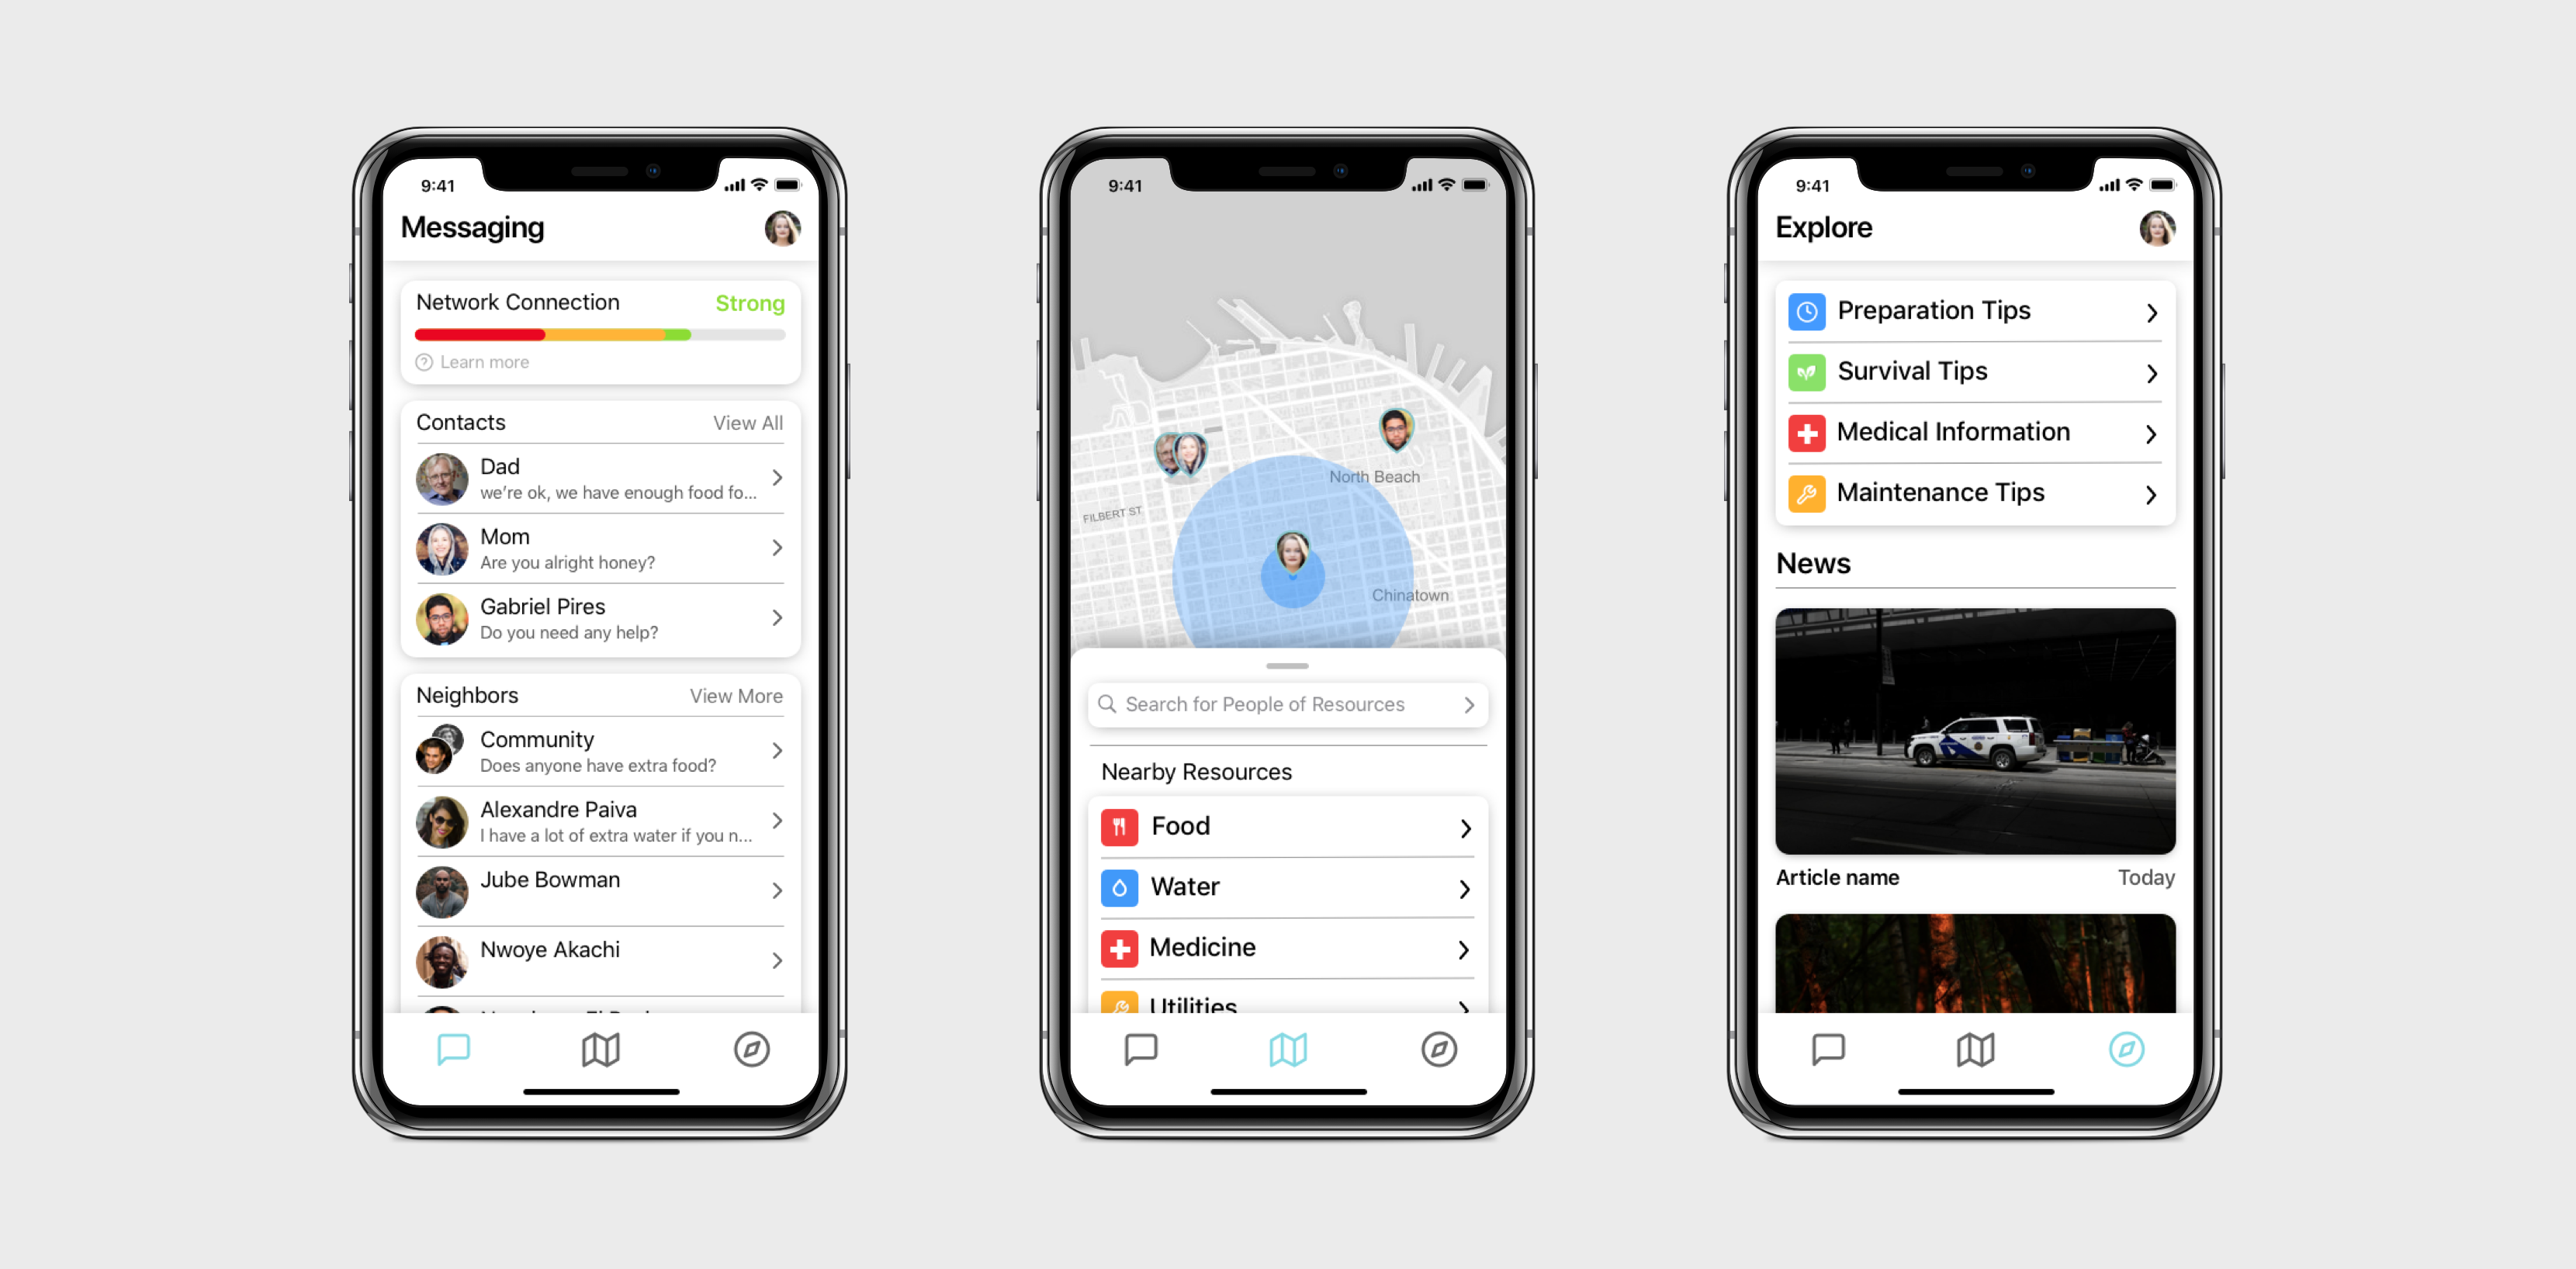 9:41
Messaging
Network Connection Strong
Learn more
Contacts View All
Dad
we're ok, we have enough food fo...
Mom
Are you alright honey?
Gabriel Pires
Do you need any help?
Neighbors View More
Community
Does anyone have extra food?
Alexandre Paiva
I have a lot of extra water if you n...
Jube Bowman
Nwoye Akachi
9:41
North Beach
FILBERT ST
Chinatown
Search for People of Resources
Nearby Resources
Food
Water
Medicine
Utilities
9:41
Explore
Preparation Tips
Survival Tips
Medical Information
Maintenance Tips
News
Article name Today